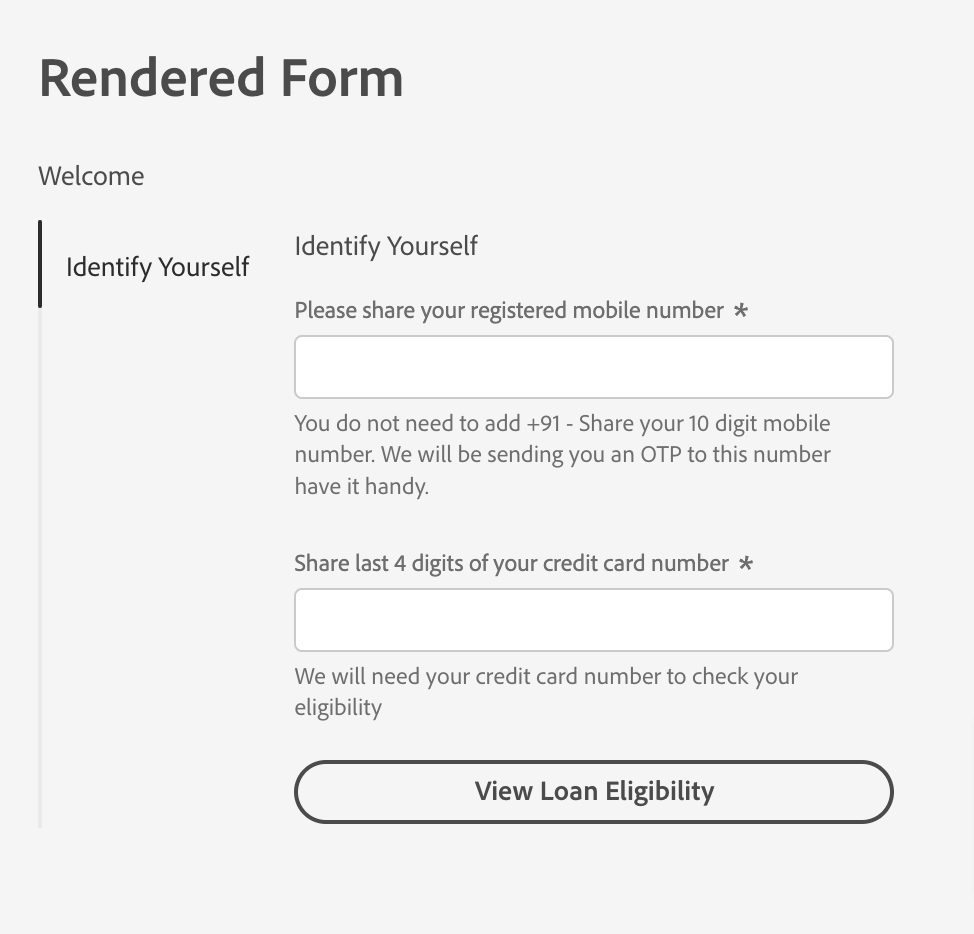 Rendered Form
Welcome
Identify Yourself
Identify Yourself
Please share your registered mobile number *
You do not need to add +91 - Share your 10 digit mobile
number. We will be sending you an OTP to this number
have it handy.
Share last 4 digits of your credit card number *
We will need your credit card number to check your
eligibility
View Loan Eligibility